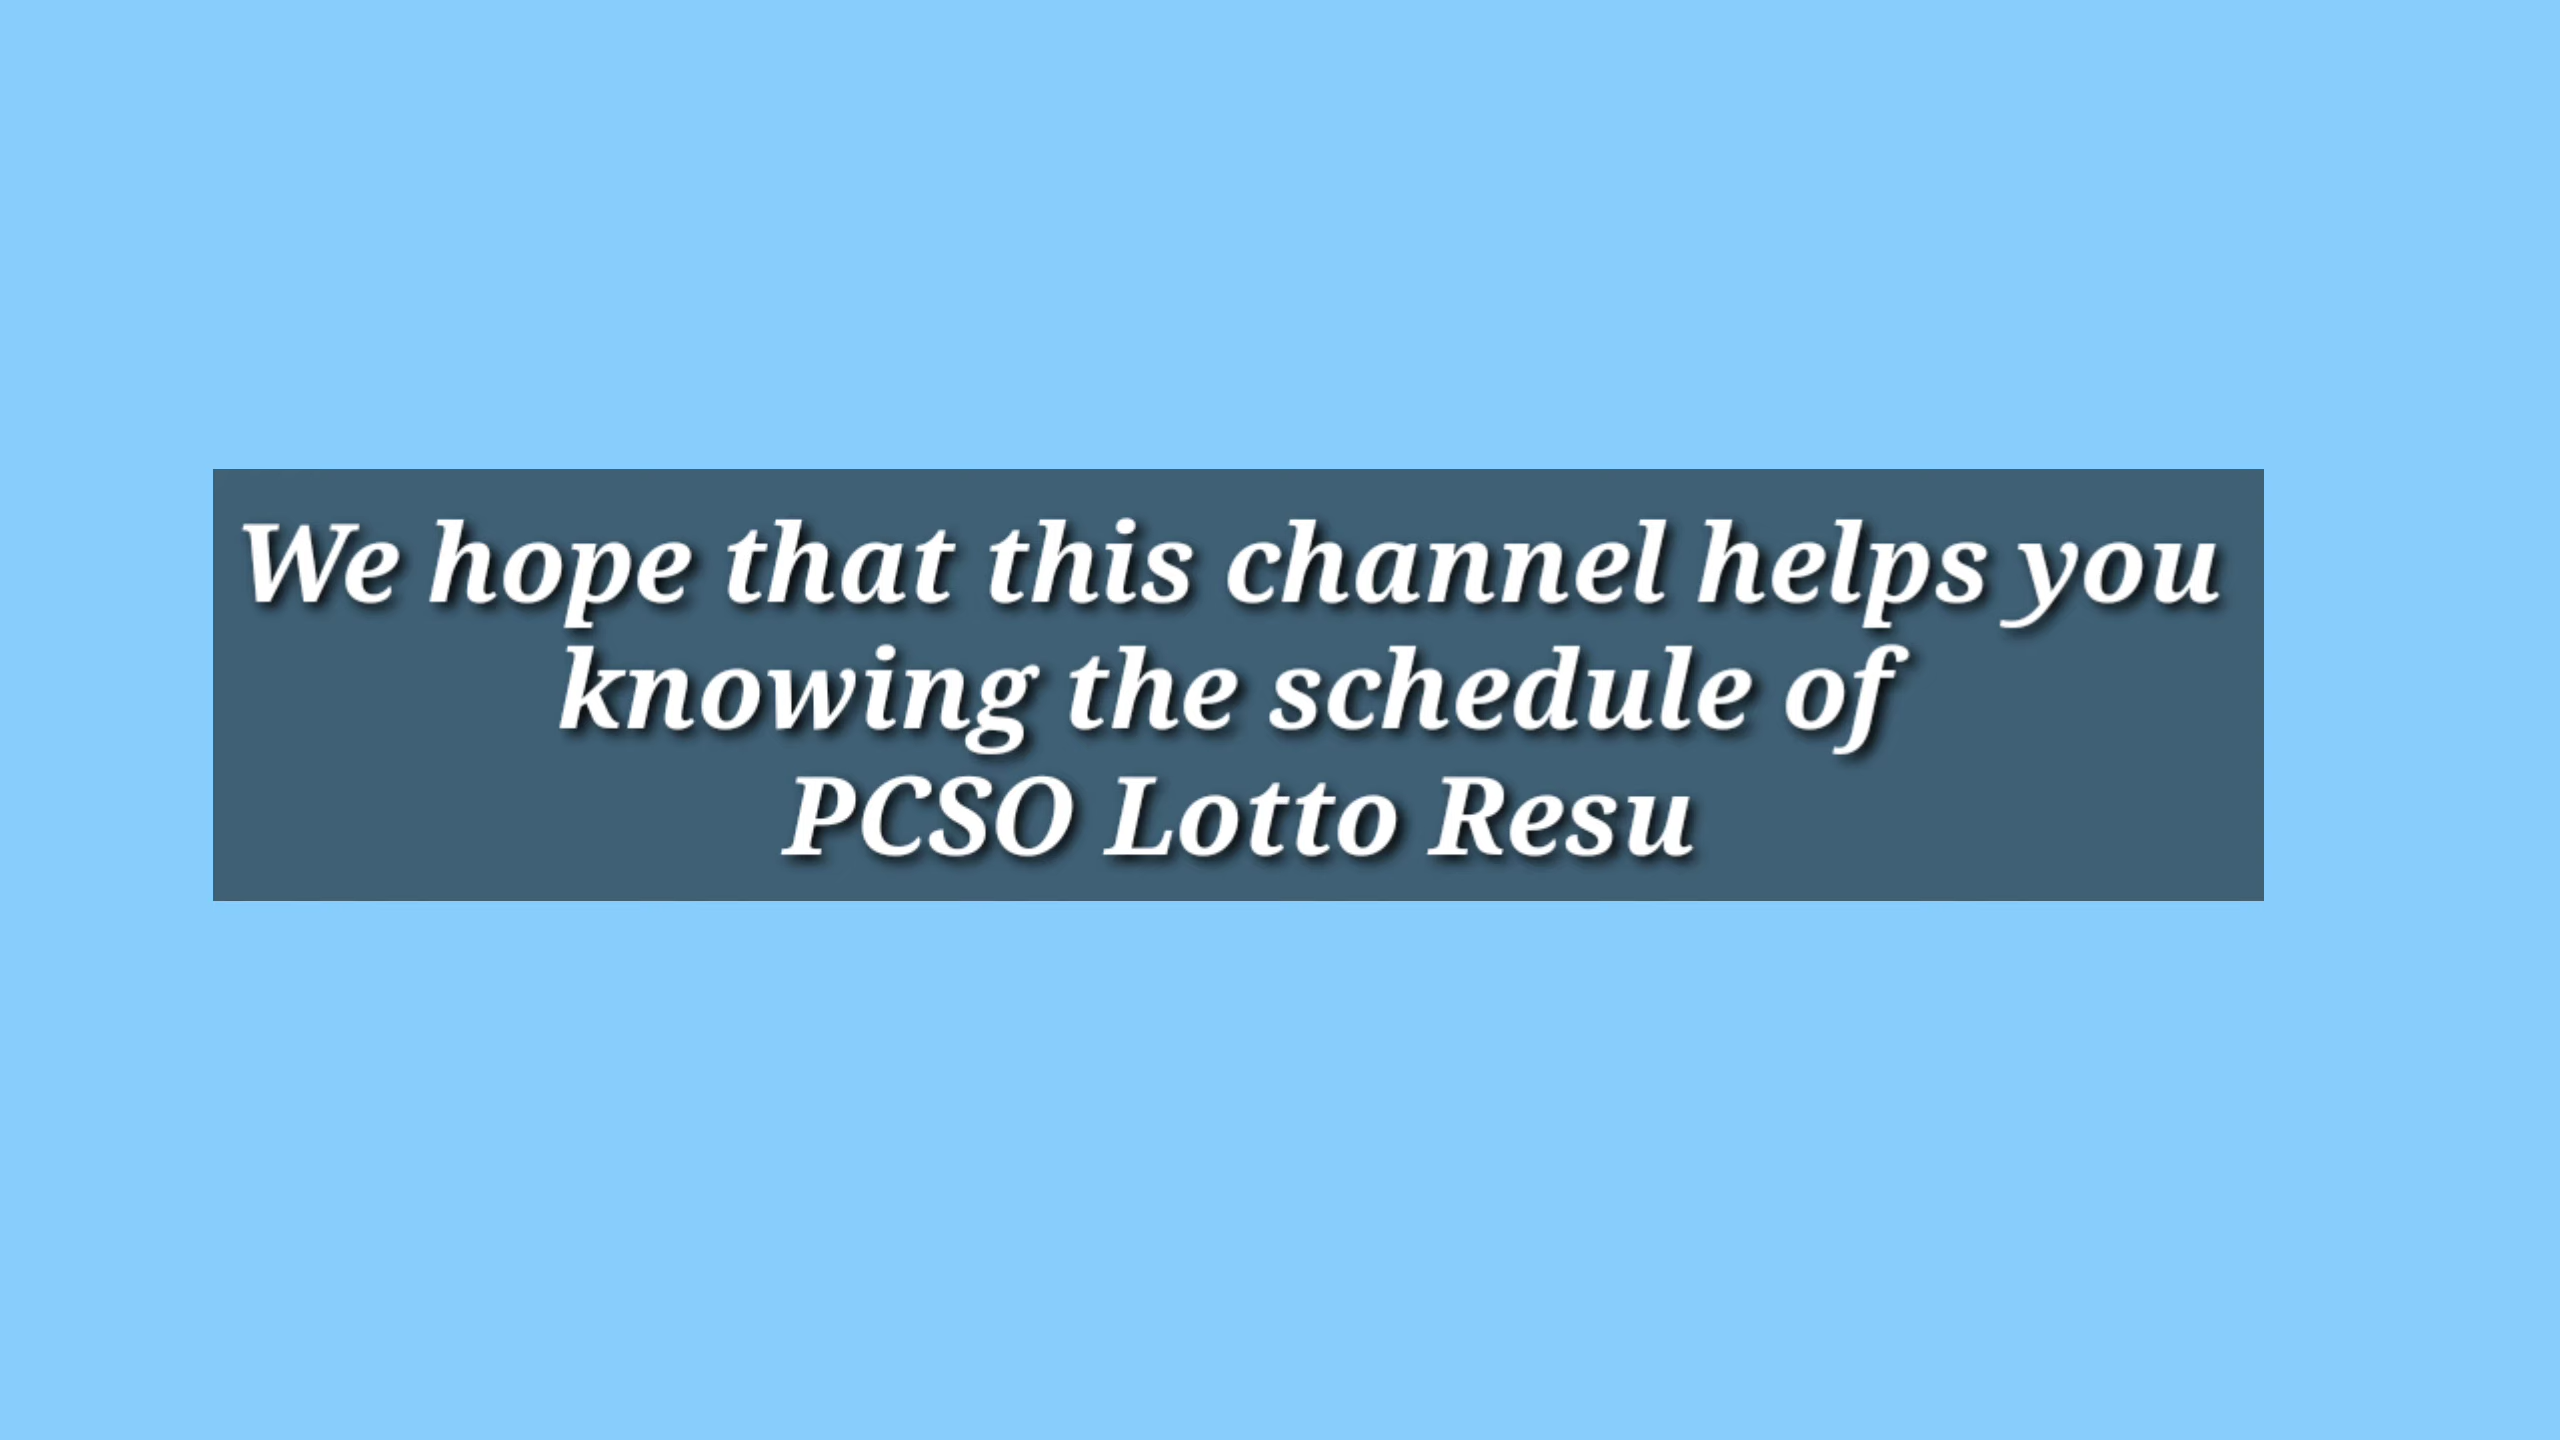 We hope that this channel helps you
knowing the schedule of
PCSO Lotto Resu